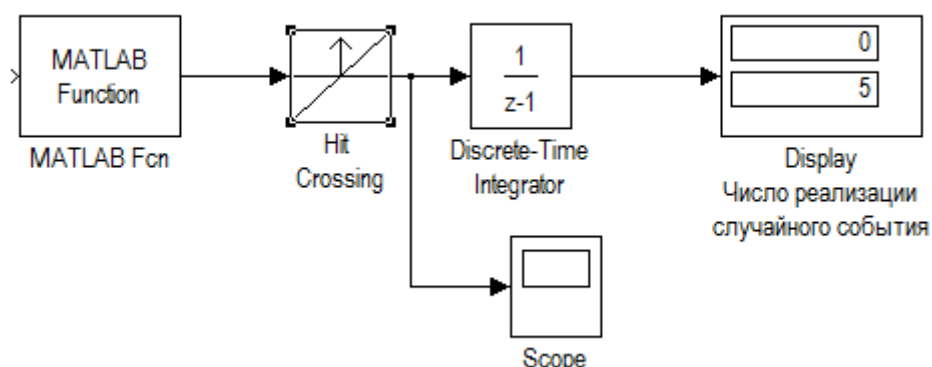 MATLAB
Function
MATLAB Fcn
Hit
Crossing
1
z-1
Discrete-Time
Integrator
0
5
Display
Число реализации
случайного события
Scope